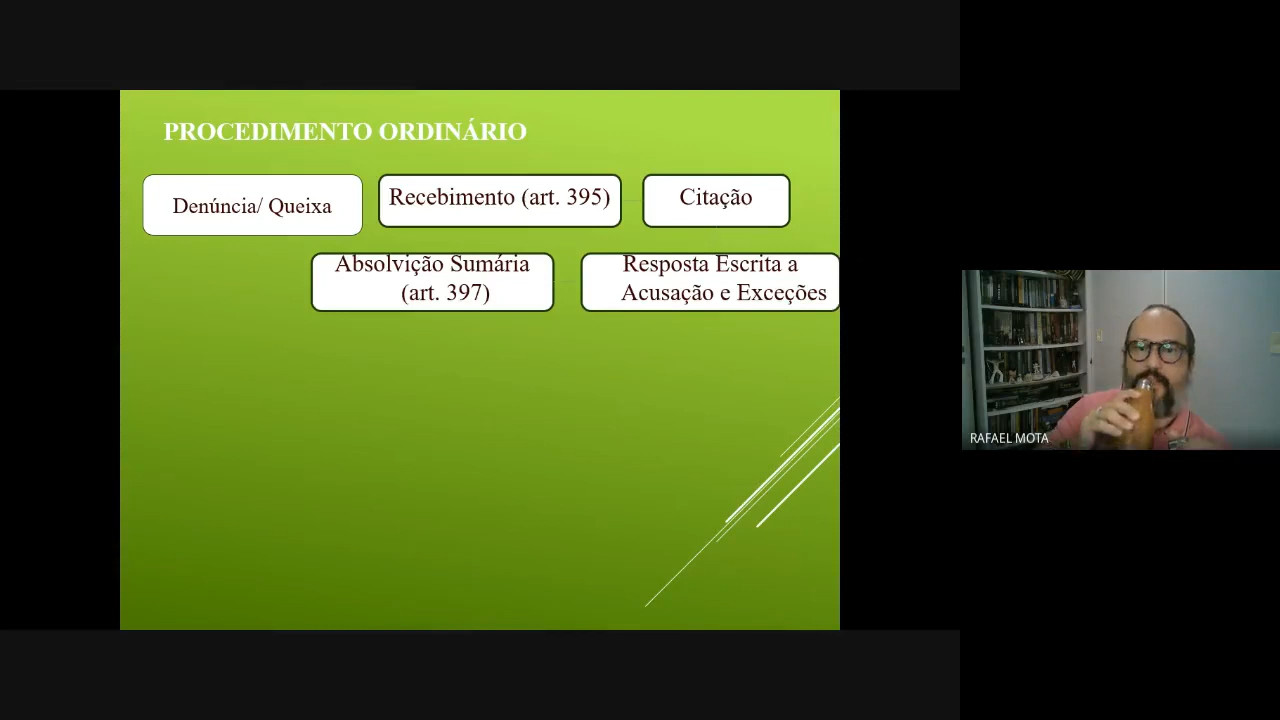 PROCEDIMENTO ORDINÁRIO
Denúncia/ Queixa
Recebimento (art. 395)
Citação
Absolvição Sumária
(art. 397)
Resposta Escrita a
Acusação e Exceções
RAFAEL MOTA